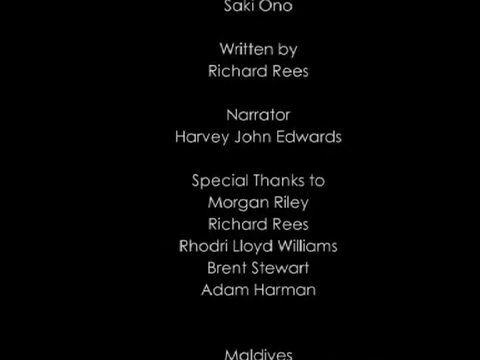 Saki Ono
Written by
Richard Rees
Narrator
Harvey John Edwards
Special Thanks to
Morgan Riley
Richard Rees
Rhodri Lloyd Williams
Brent Stewart
Adam Harman
Maldives